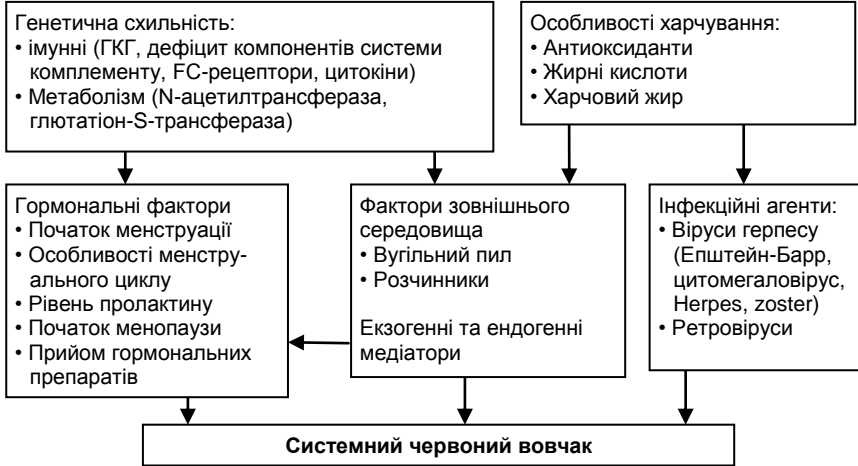 Генетична схильність:
• імунні (ГКГ, дефіцит компонентів системи
комплементу, FC-рецептори, цитокіни)
• Метаболізм (N-ацетилтрансфераза,
глютатіон-S-трансфераза)
Особливості харчування:
• Антиоксиданти
• Жирні кислоти
• Харчовий жир
Гормональні фактори
• Початок менструації
• Особливості менстру-
ального циклу
• Рівень пролактину
• Початок менопаузи
• Прийом гормональних
препаратів
Фактори зовнішнього
середовища
• Вугільний пил
• Розчинники
Екзогенні та ендогенні
медіатори
Інфекційні агенти:
• Віруси герпесу
(Епштейн-Барр,
цитомегаловірус,
Herpes, zoster)
• Ретровіруси
Системний червоний вовчак